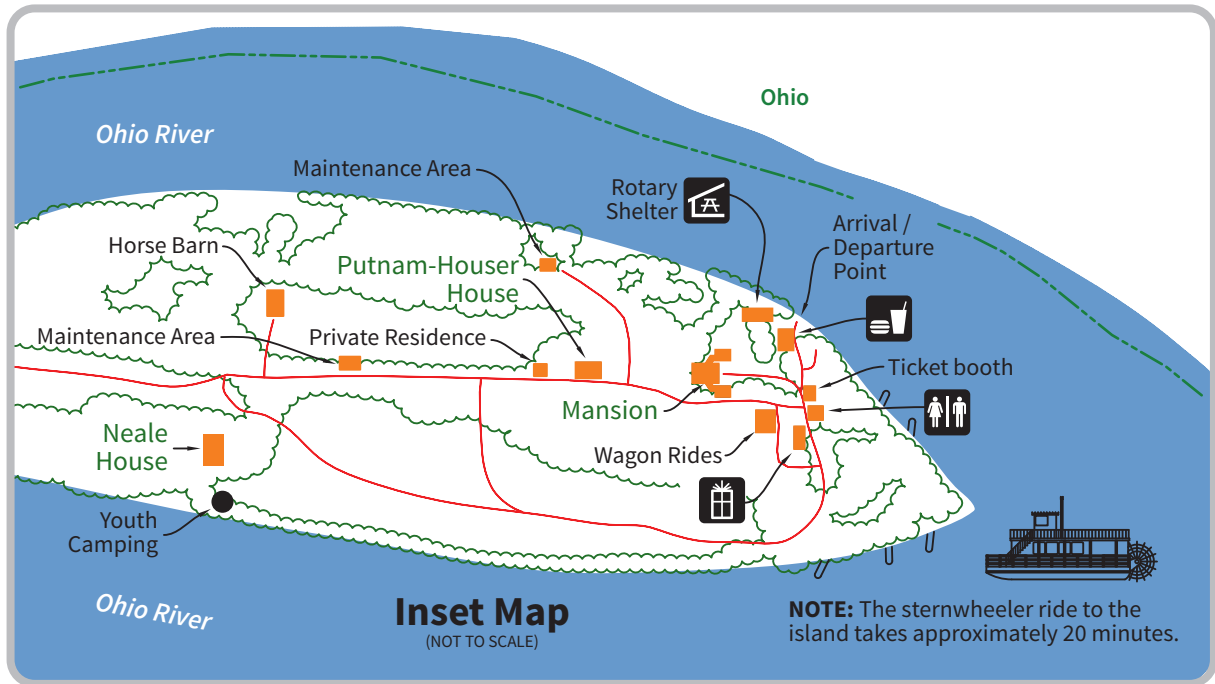 Ohio
Ohio River
Maintenance Area
Rotary
Shelter
Arrival /
Departure
Point
Horse Barn
Putnam-Houser
House
Maintenance Area
Private Residence
Ticket booth
Mansion
Neale
House
Wagon Rides
Youth
Camping
Ohio River
Inset Map
(NOT TO SCALE)
NOTE: The sternwheeler ride to the
island takes approximately 20 minutes.